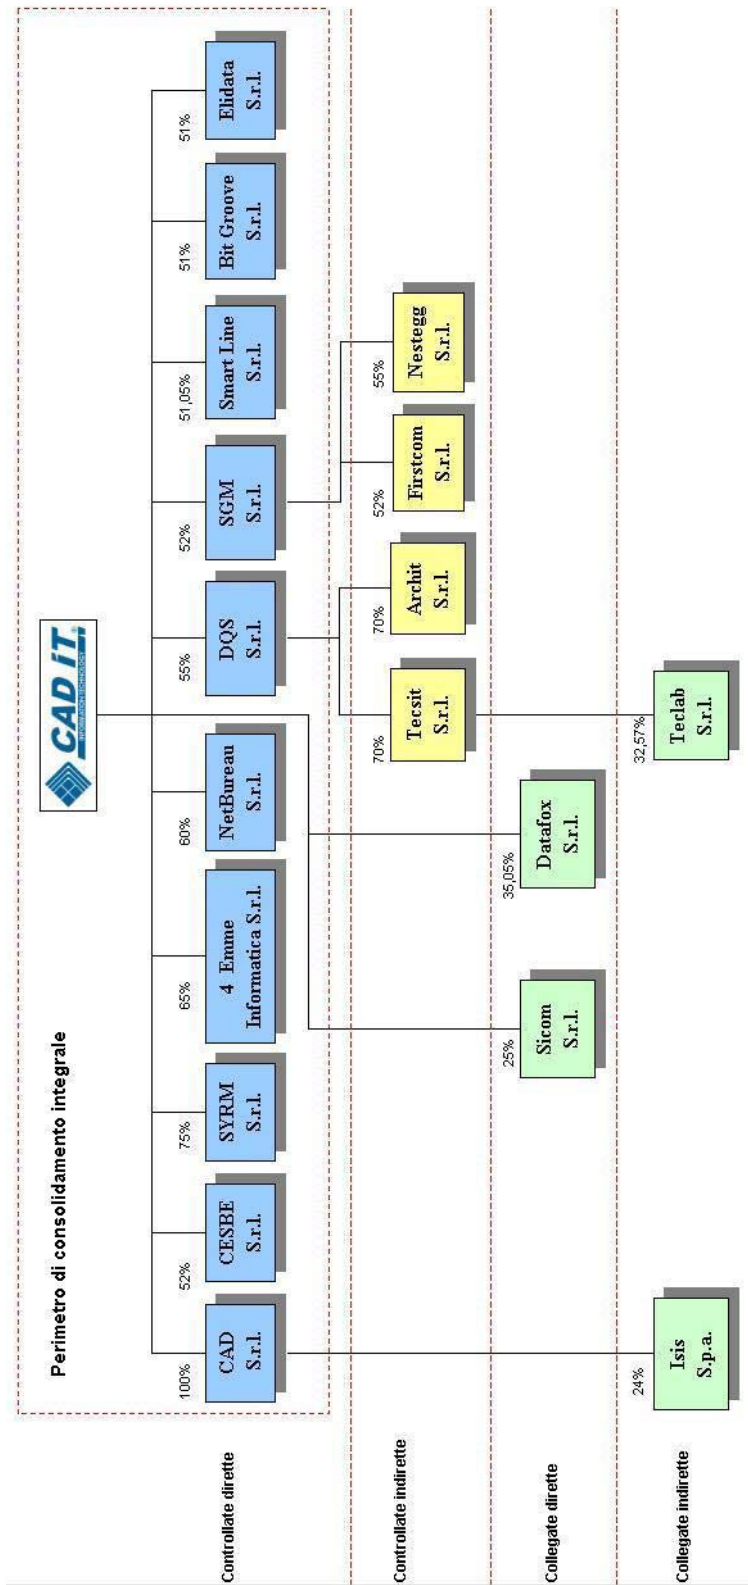 Perimetro di consolidamento integrale
CAD iT®
INFORMATION TECHNOLOGY
Controllate dirette
100%
CAD
S.r.l.
52%
CESBE
S.r.l.
75%
SYRM
S.r.l.
65%
4 Emme
Informatica S.r.l.
60%
NetBureau
S.r.l.
55%
DQS
S.r.l.
52%
SGM
S.r.l.
51,05%
Smart Line
S.r.l.
51%
Bit Groove
S.r.l.
51%
Elidata
S.r.l.
Controllate indirette
70%
Tecsit
S.r.l.
70%
Archit
S.r.l.
52%
Firstcom
S.r.l.
55%
Nestegg
S.r.l.
Collegate dirette
25%
Sicom
S.r.l.
35,05%
Datafox
S.r.l.
Collegate indirette
24%
Isis
S.p.a.
32,57%
Teclab
S.r.l.